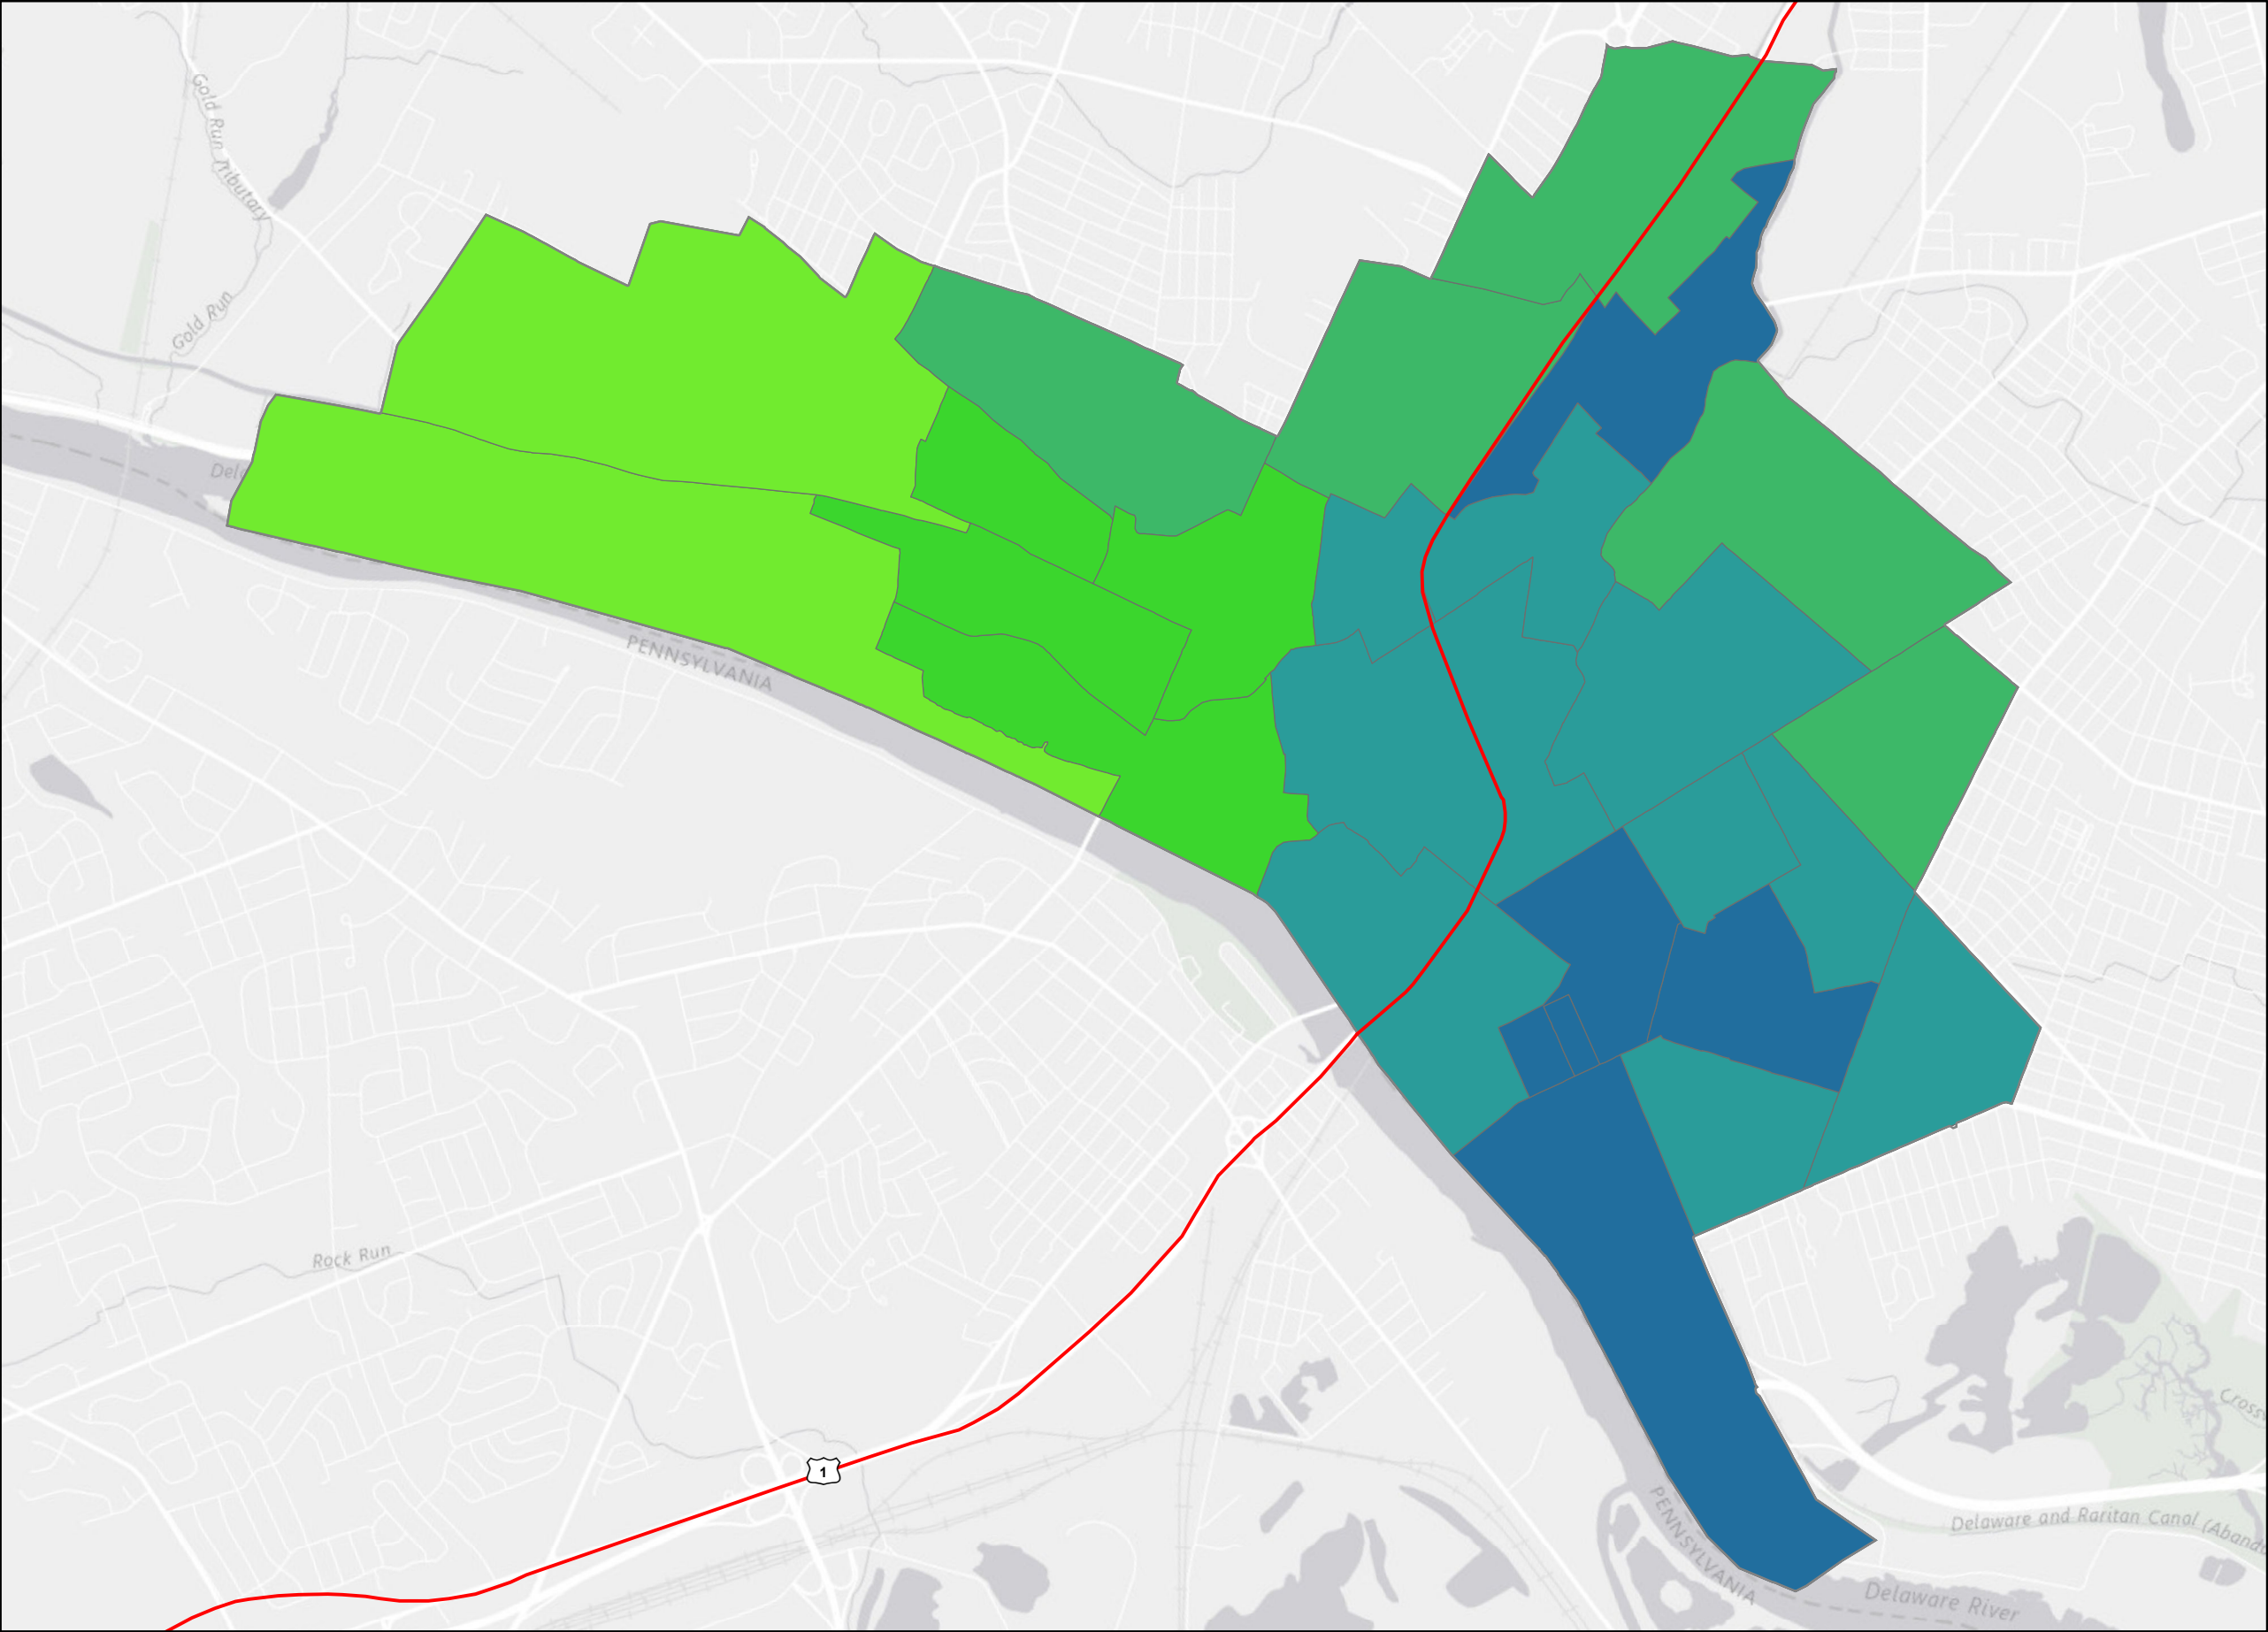 Gold Run Tributary
Gold Run
Del
PENNSYLVANIA
Rock Run
1
Cross
PENNSYLVANIA
Delaware and Raritan Canal (Aband
Delaware River